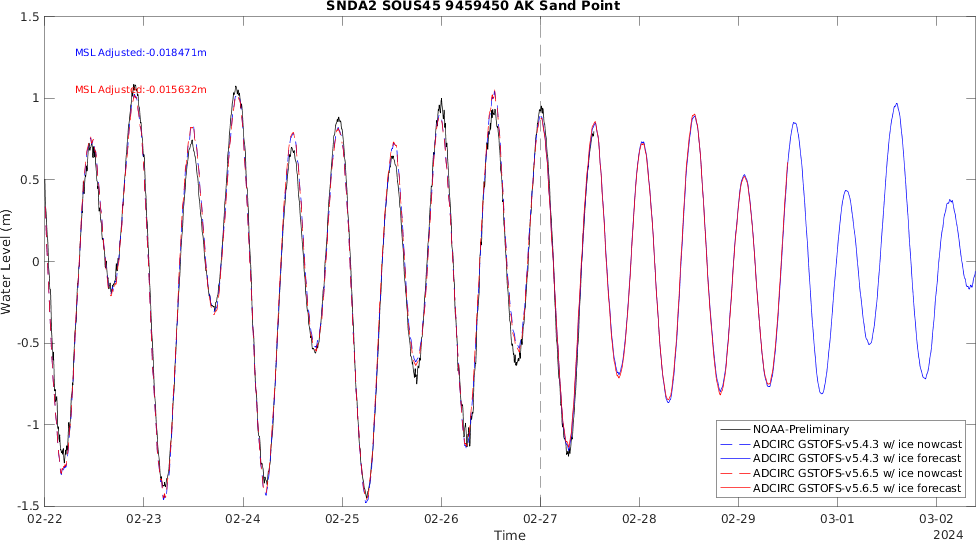 SNDA2 SOUS45 9459450 AK Sand Point
1.5
MSL Adjusted:-0.018471m
MSL Adjusted:-0.015632m
1
0.5
0
-0.5
-1
-1.5
Water Level (m)
NOAA-Preliminary
ADCIRC GSTOFS-v5.4.3 w/ ice nowcast
ADCIRC GSTOFS-v5.4.3 w/ ice forecast
ADCIRC GSTOFS-v5.6.5 w/ ice nowcast
ADCIRC GSTOFS-v5.6.5 w/ ice forecast
02-22 02-23 02-24 02-25 02-26 02-27 02-28 02-29 03-01 03-02
Time
2024